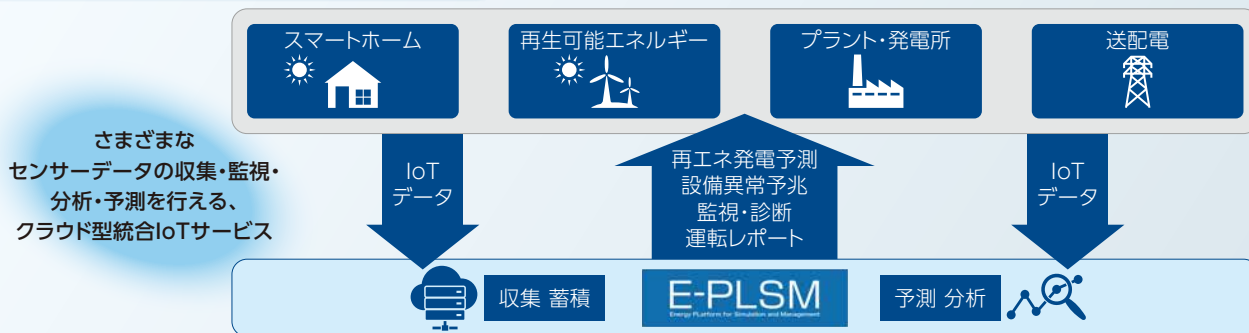 スマートホーム
再生可能エネルギー
プラント・発電所
送配電
さまざまな
センサーデータの収集・監視・
分析・予測を行える、
クラウド型統合IoTサービス
IoT
データ
再エネ発電予測
設備異常予兆
監視・診断
運転レポート
IoT
データ
収集 蓄積
E-PLSM
Energy PLatform for Simulation and Management
予測 分析